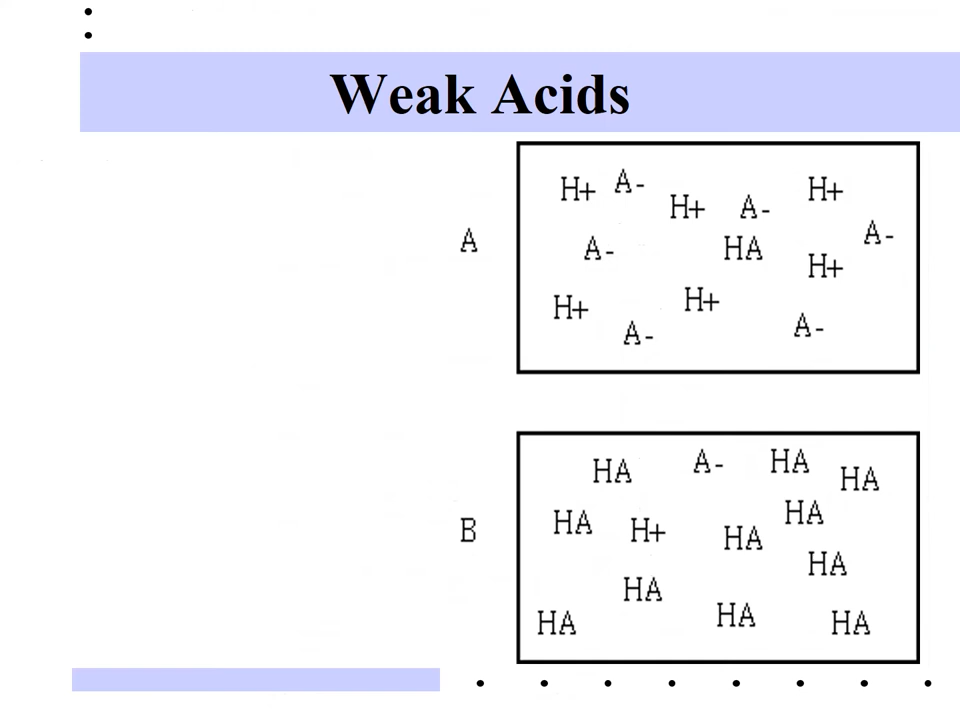 Weak Acids
H+ A- H+ A- H+
A- HA A-
H+
A
H+ H+
A- A-
HA A- HA HA
HA H+ HA HA
HA
B
HA
HA HA HA